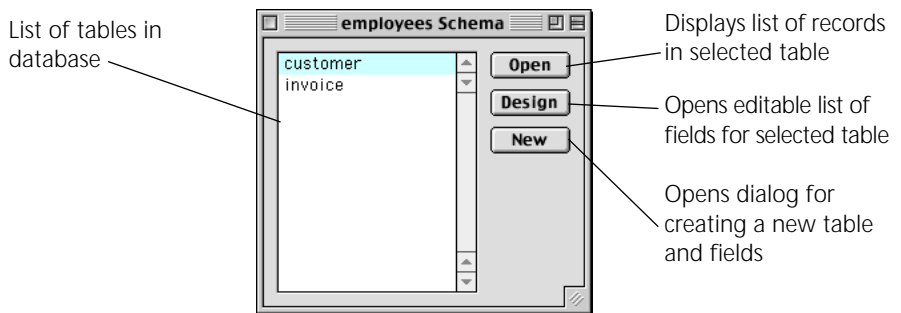 List of tables in
database
employees Schema
customer
invoice
Open
Design
New
Displays list of records
in selected table
Opens editable list of
fields for selected table
Opens dialog for
creating a new table
and fields